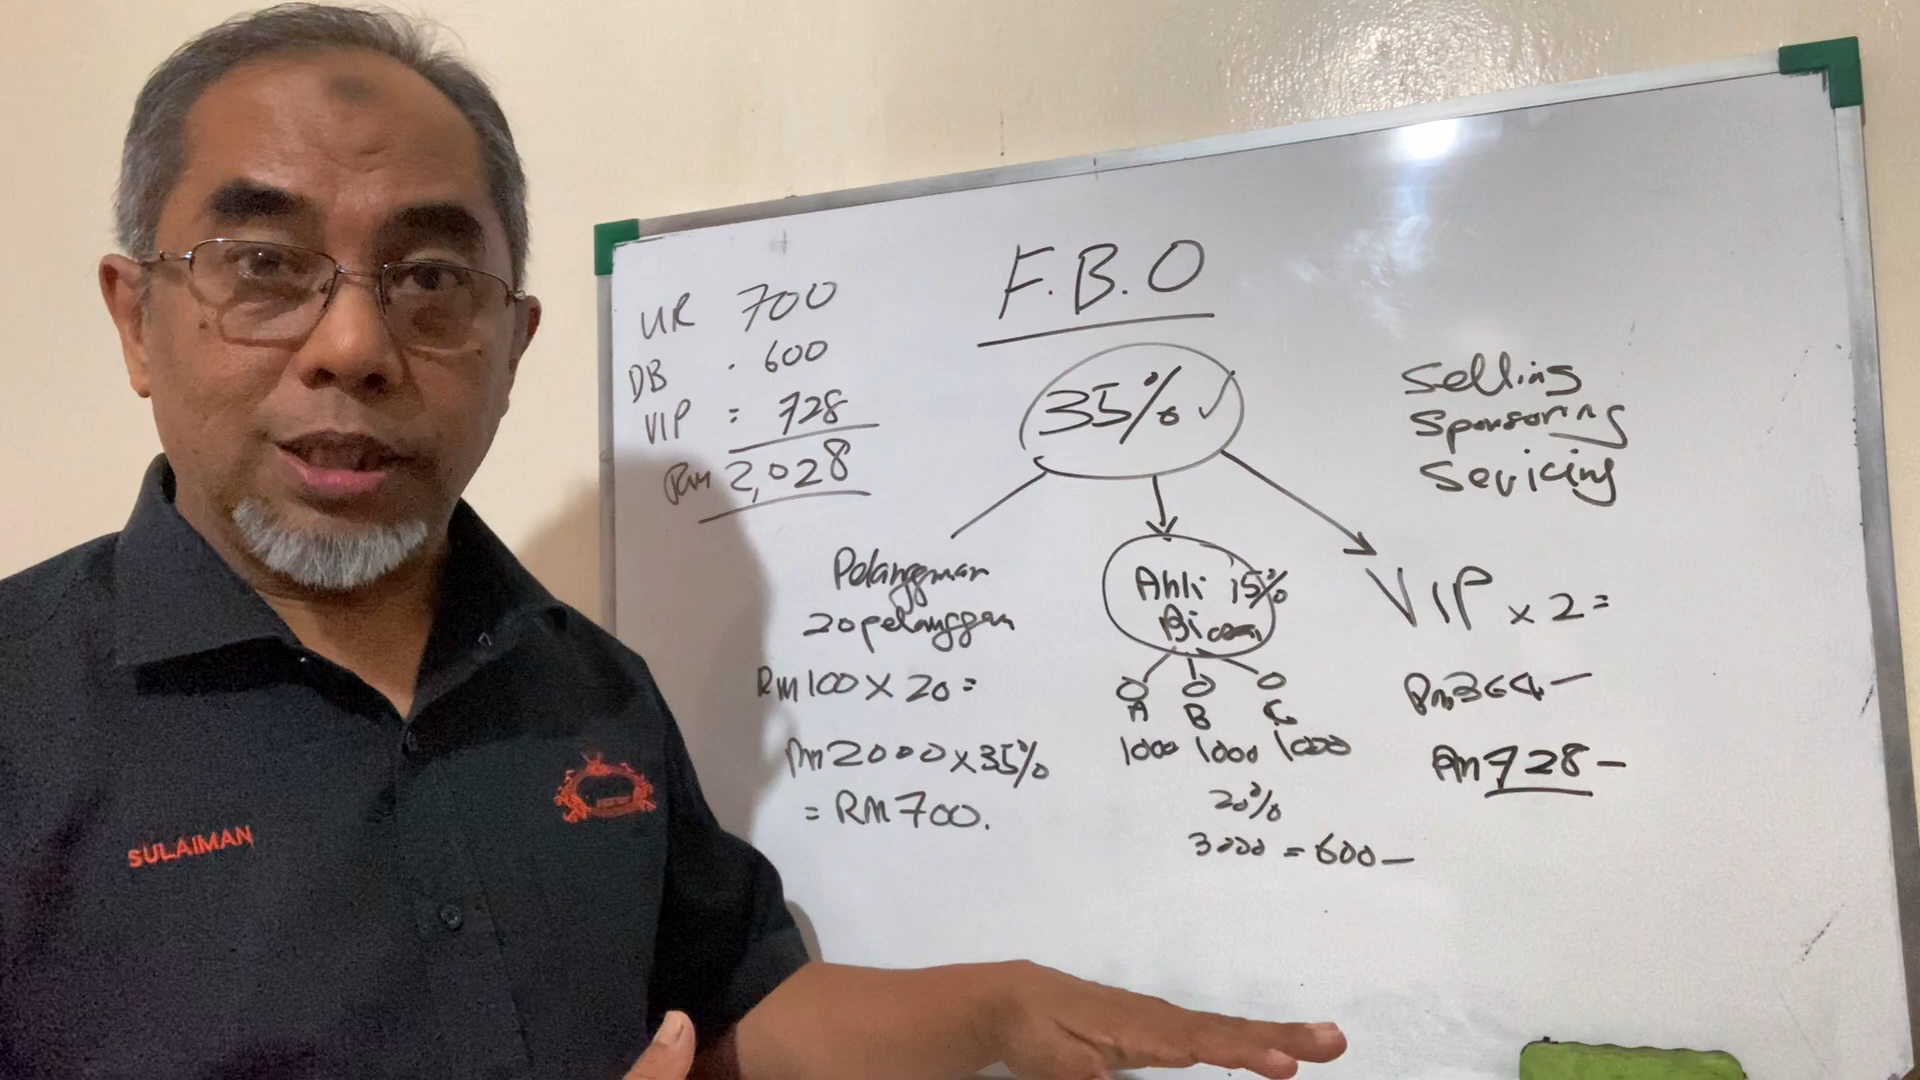 F.B.O
UR 700
DB . 600
VIP = 728
RM 2,028
35% ✓
Selling
Sponsoring
Servicing
Pelanggan
20 pelanggan
RM100 X 20 =
RM2000 x 35%
= RM700.
Ahli 15%
Biasa
A B C
1000 1000 1000
20%
3000 = 600—
VIP x 2 =
RM364—
RM728—
SULAIMAN